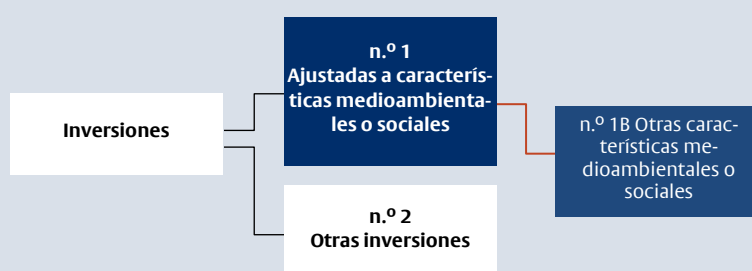 Inversiones
n.º 1
Ajustadas a caracterís-
ticas medioambienta-
les o sociales
n.º 1B Otras carac-
terísticas me-
dioambientales o
sociales
n.º 2
Otras inversiones